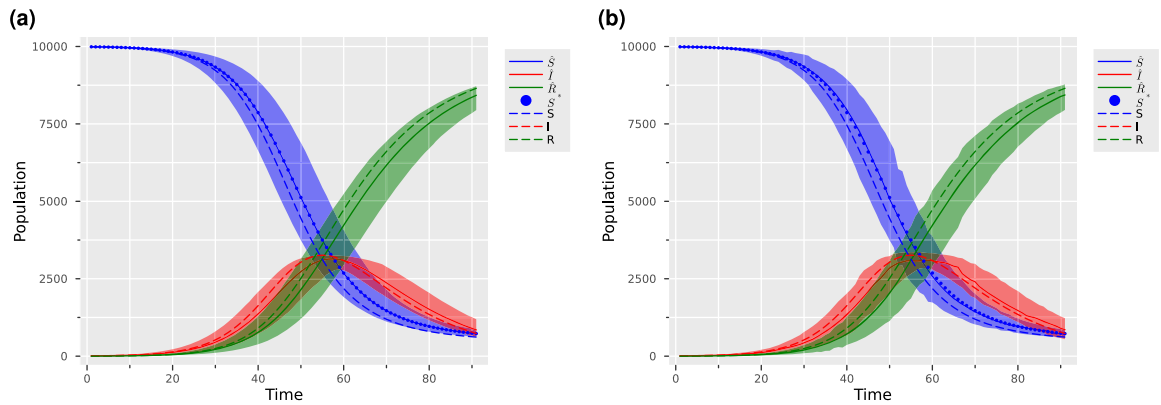 (a)
10000
7500
5000
2500
0
0
20
40
60
80
Population
Time
Ŝ
Î
R̂
S*
S
I
R
(b)
10000
7500
5000
2500
0
0
20
40
60
80
Population
Time
Ŝ
Î
R̂
S*
S
I
R